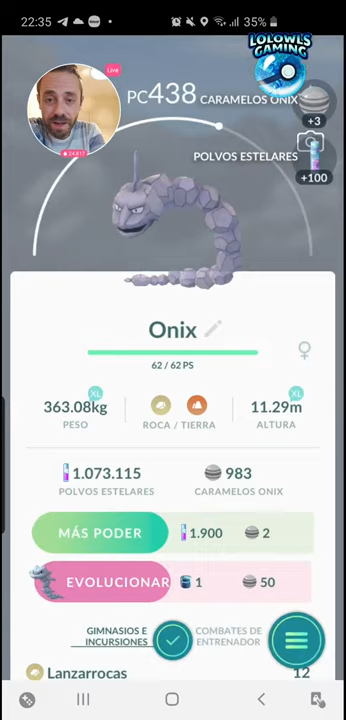 22:35
35%
LOLOWLS
GAMING
Live
PC438
CARAMELOS ONIX
+3
POLVOS ESTELARES
+100
Onix
62 / 62 PS
XL
XL
363.08kg
11.29m
PESO
ROCA / TIERRA
ALTURA
1.073.115
983
POLVOS ESTELARES
CARAMELOS ONIX
MÁS PODER
1.900
2
EVOLUCIONAR
1
50
GIMNASIOS E
INCURSIONES
COMBATES DE
ENTRENADOR
Lanzarrocas
12